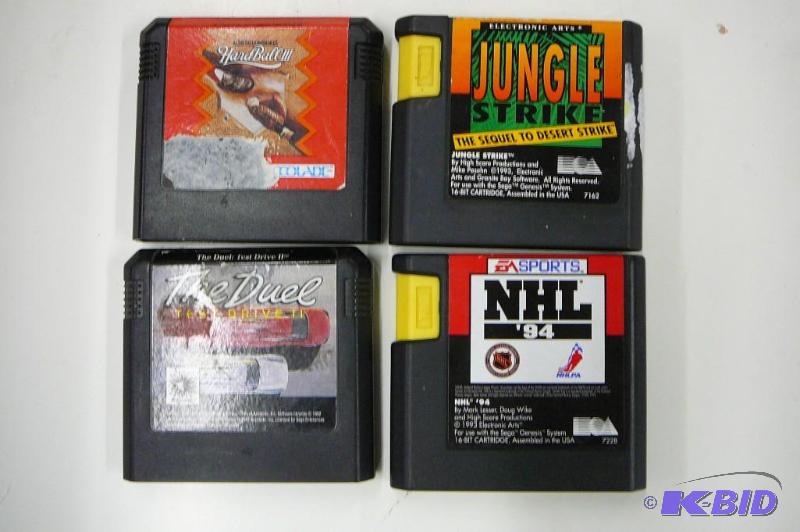 HardBall III
COLADE
ELECTRONIC ARTS®
JUNGLE
STRIKE
THE SEQUEL TO DESERT STRIKE
JUNGLE STRIKE™
By High Score Productions and
Mike Posehn ©1993, Electronic
Arts and Granite Bay Software. All Rights Reserved.
For use with the Sega™ Genesis™ System.
16-BIT CARTRIDGE, Assembled in the USA
7162
The Duel: Test Drive II™
The Duel
TEST DRIVE II
EA SPORTS™
NHL®
'94
NHLPA
NHL® '94
By Mark Lesser, Doug Wike
and High Score Productions
© 1993 Electronic Arts®
For use with the Sega™ Genesis™ System
16-BIT CARTRIDGE, Assembled in the USA
7228
© K-BID